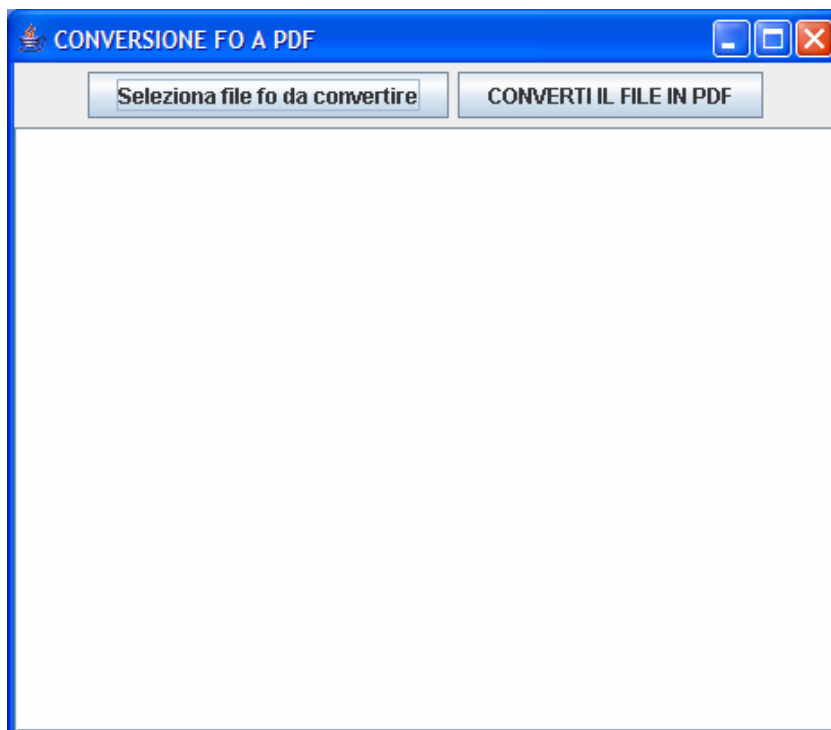 CONVERSIONE FO A PDF
Seleziona file fo da convertire CONVERTI IL FILE IN PDF